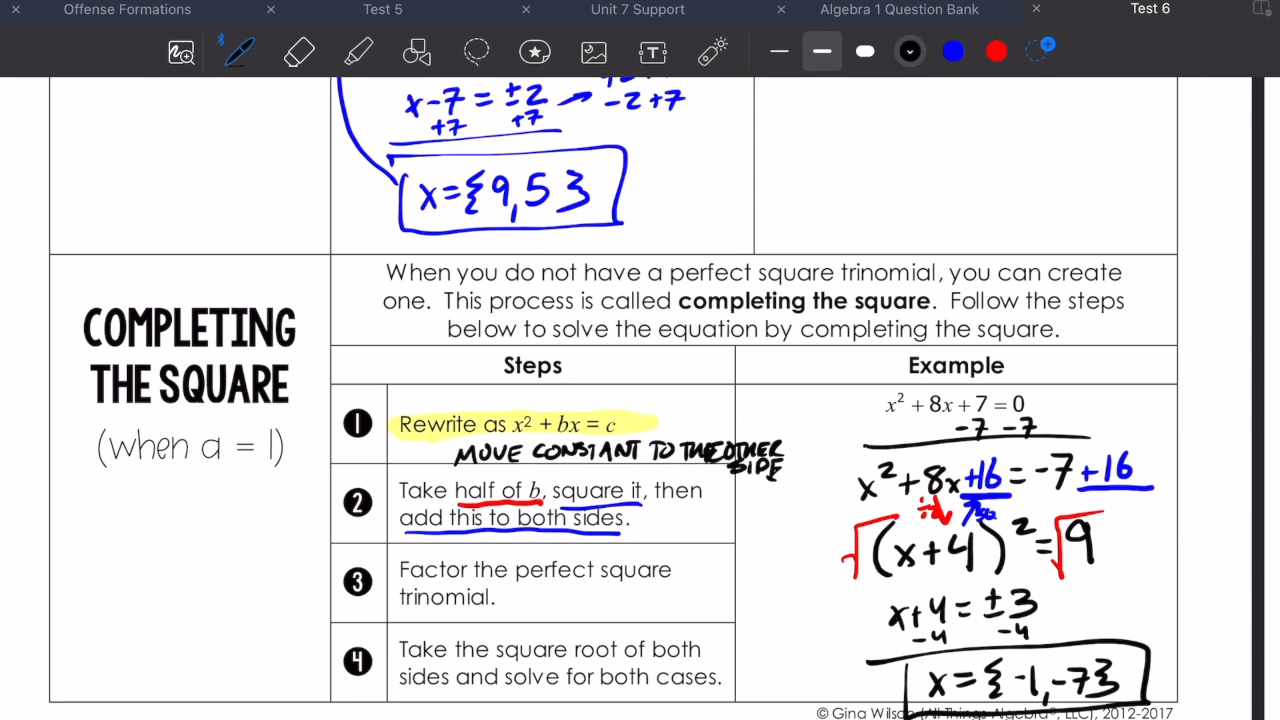 Offense Formations
Test 5
Unit 7 Support
Algebra 1 Question Bank
Test 6
x-7 = ±2 → -2+7
+7 +7
x={9,5}
COMPLETING
THE SQUARE
(when a = 1)
When you do not have a perfect square trinomial, you can create
one. This process is called completing the square. Follow the steps
below to solve the equation by completing the square.
Steps
Example
1 Rewrite as x² + bx = c
MOVE CONSTANT TO THE OTHER
SIDE
2 Take half of b, square it, then
add this to both sides.
3 Factor the perfect square
trinomial.
4 Take the square root of both
sides and solve for both cases.
x² + 8x + 7 = 0
-7 -7
x²+8x+16=-7+16
√(x+4)²=√9
x+4=±3
-4 -4
x={-1,-7}
© Gina Wilson (All Things Algebra®, LLC), 2012-2017